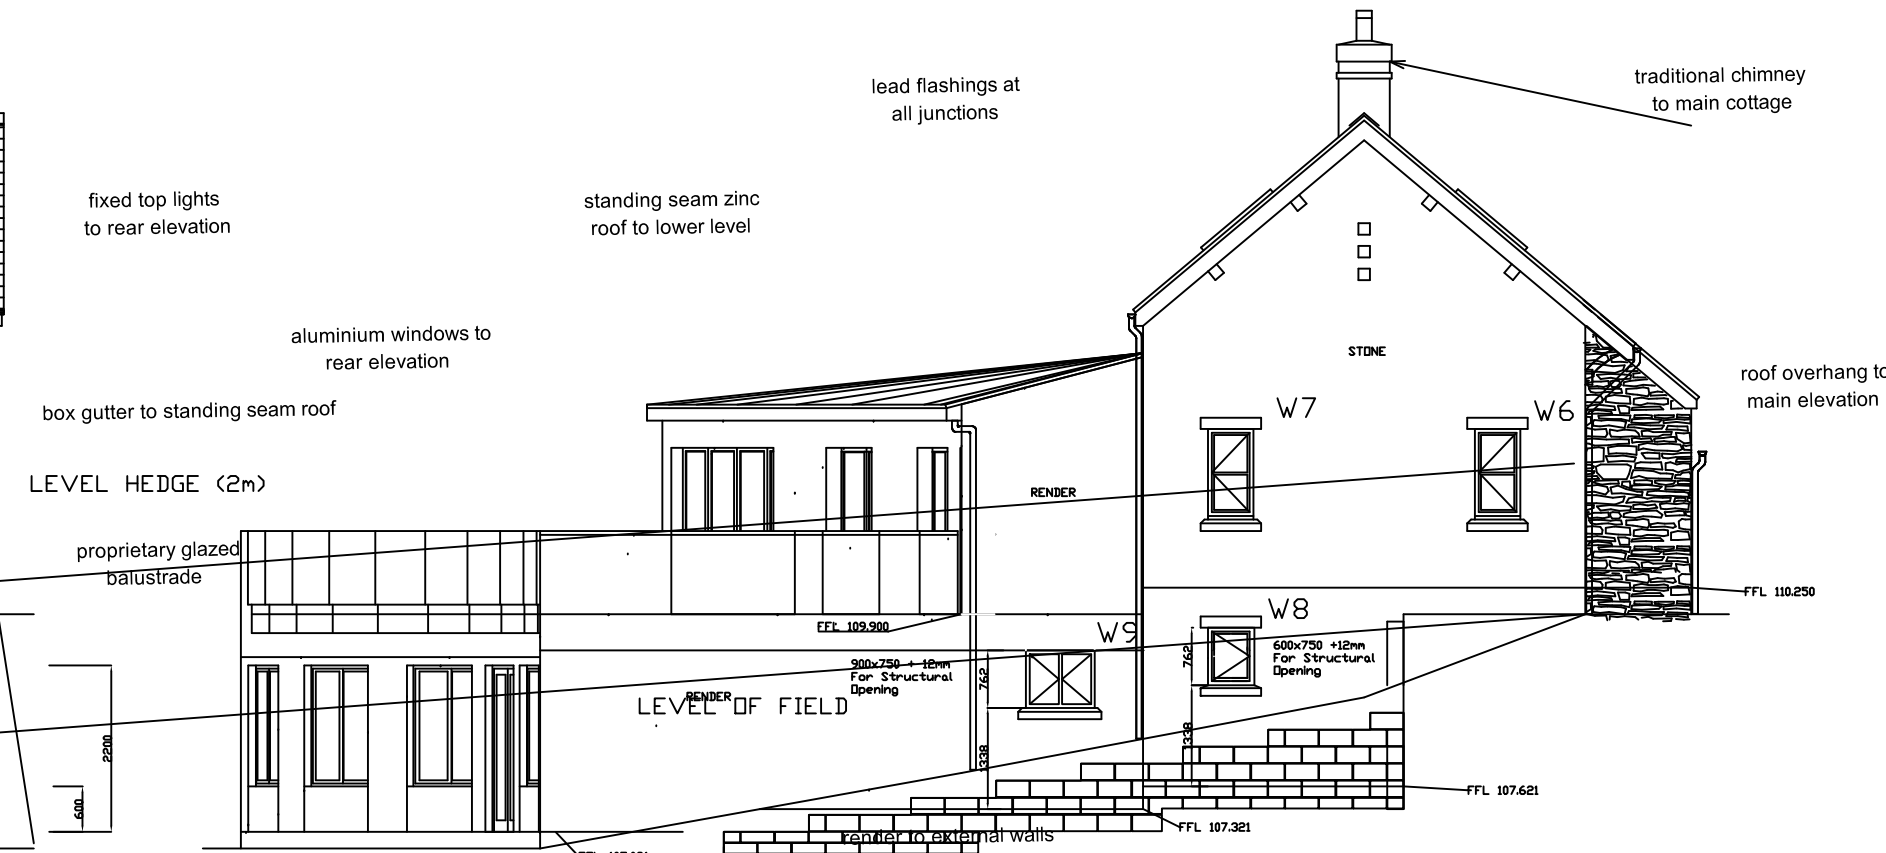 traditional chimney
to main cottage
lead flashings at
all junctions
fixed top lights
to rear elevation
standing seam zinc
roof to lower level
aluminium windows to
rear elevation
STONE
roof overhang to
main elevation
box gutter to standing seam roof
W7
W6
LEVEL HEDGE (2m)
RENDER
proprietary glazed
balustrade
FFL 110.250
W8
FFL 109.900
W9
600x750 +12mm
For Structural
Opening
900x750 + 12mm
For Structural
Opening
762
762
RENDER
LEVEL OF FIELD
2200
1338
1338
600
FFL 107.621
FFL 107.321
render to external walls